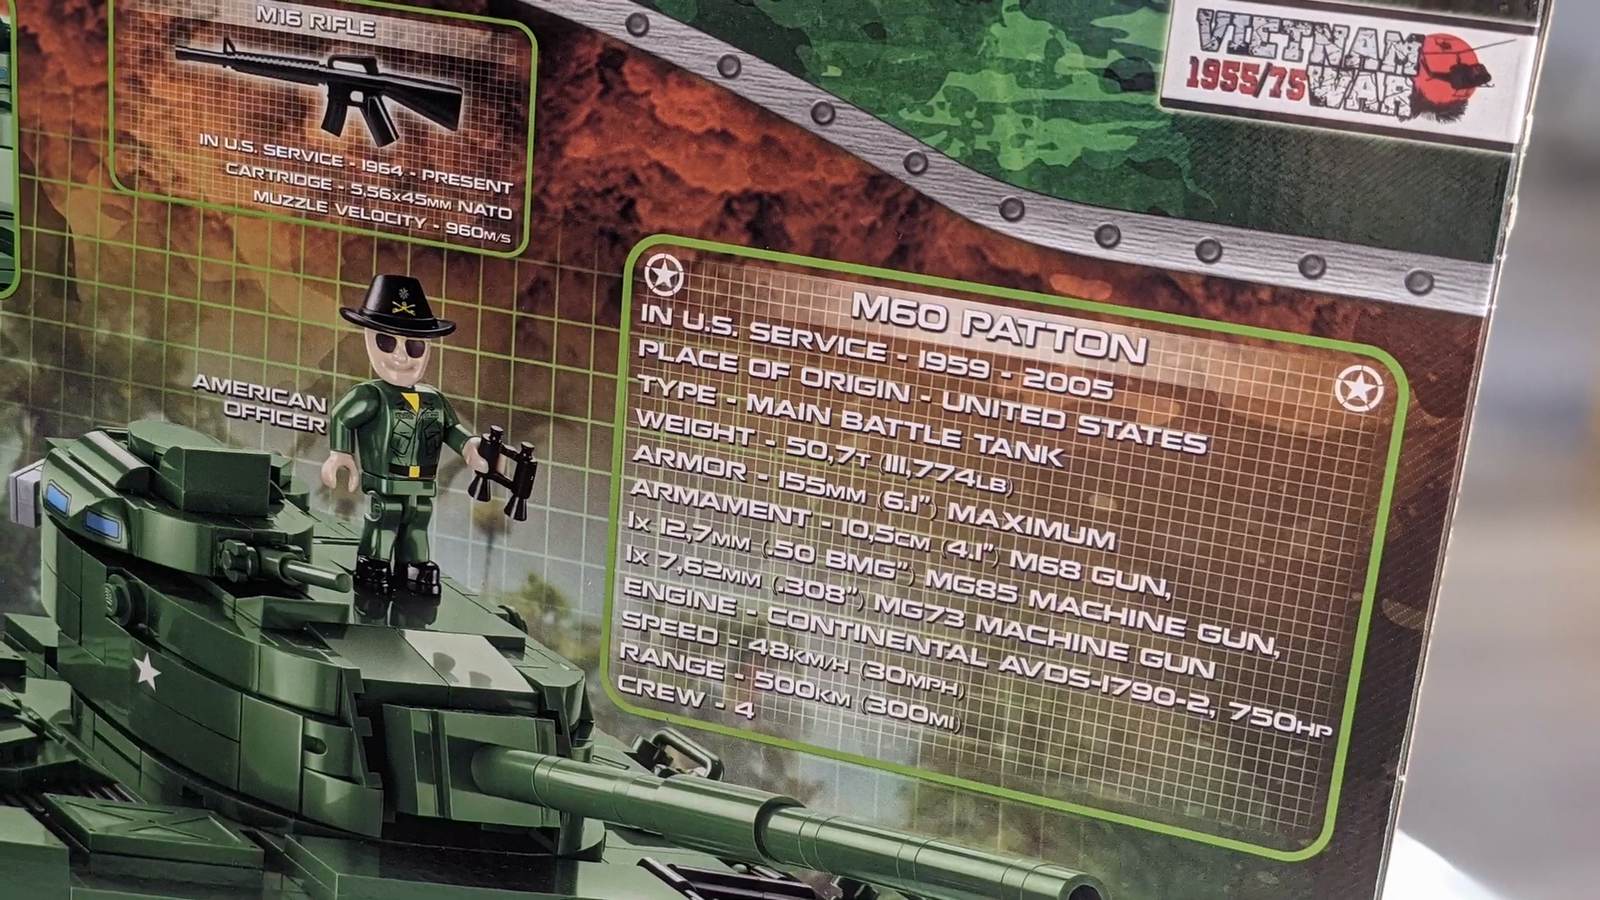 M16 RIFLE
IN U.S. SERVICE - 1964 - PRESENT
CARTRIDGE - 5,56x45MM NATO
MUZZLE VELOCITY - 960M/S
VIETNAM
1955/75 WAR
AMERICAN
OFFICER
M60 PATTON
IN U.S. SERVICE - 1959 - 2005
PLACE OF ORIGIN - UNITED STATES
TYPE - MAIN BATTLE TANK
WEIGHT - 50,7T (111,774LB)
ARMOR - 155MM (6.1") MAXIMUM
ARMAMENT - 10,5CM (4.1") M68 GUN,
1x 12,7MM (.50 BMG") MG85 MACHINE GUN,
1x 7,62MM (.308") MG73 MACHINE GUN
ENGINE - CONTINENTAL AVDS-1790-2, 750HP
SPEED - 48KM/H (30MPH)
RANGE - 500KM (300MI)
CREW - 4